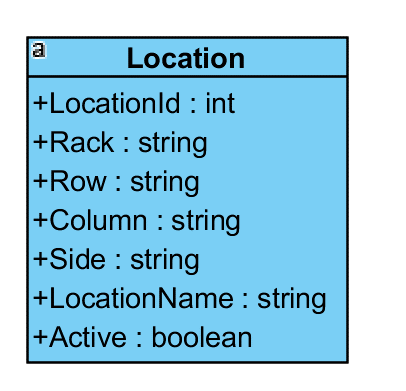 a
Location
+LocationId : int
+Rack : string
+Row : string
+Column : string
+Side : string
+LocationName : string
+Active : boolean